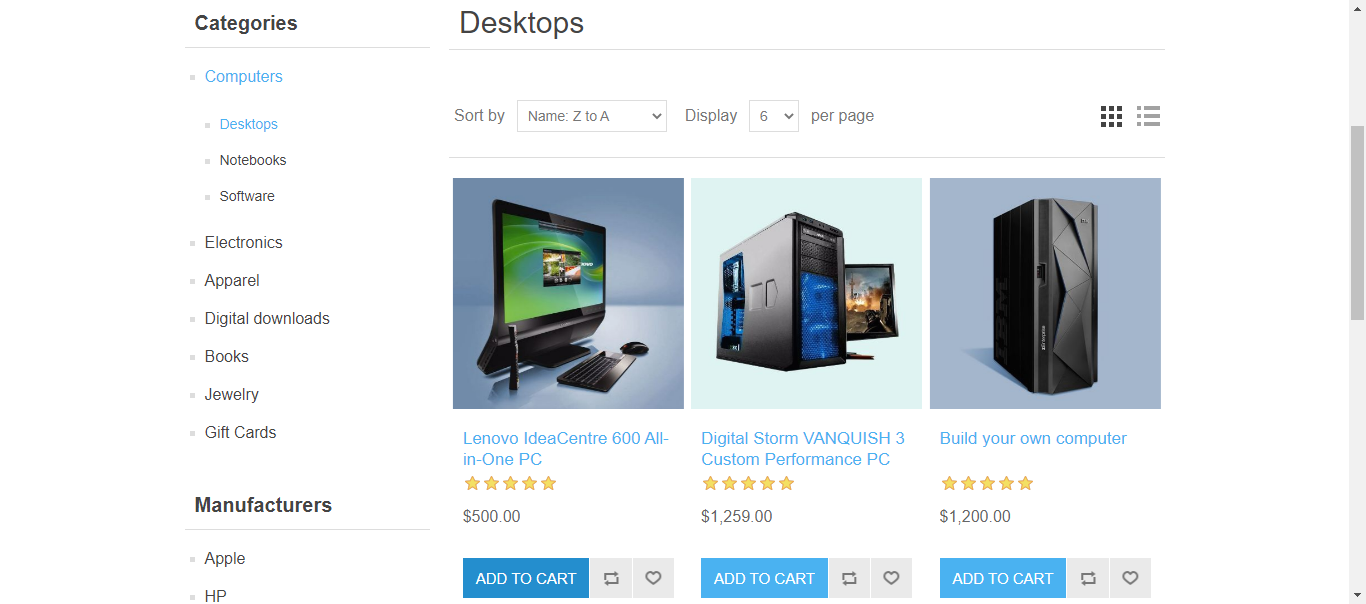 Categories
Computers
Desktops
Notebooks
Software
Electronics
Apparel
Digital downloads
Books
Jewelry
Gift Cards
Manufacturers
Apple
HP
Desktops
Sort by Name: Z to A Display 6 per page
Lenovo IdeaCentre 600 All-
in-One PC
$500.00
ADD TO CART
Digital Storm VANQUISH 3
Custom Performance PC
$1,259.00
ADD TO CART
Build your own computer
$1,200.00
ADD TO CART